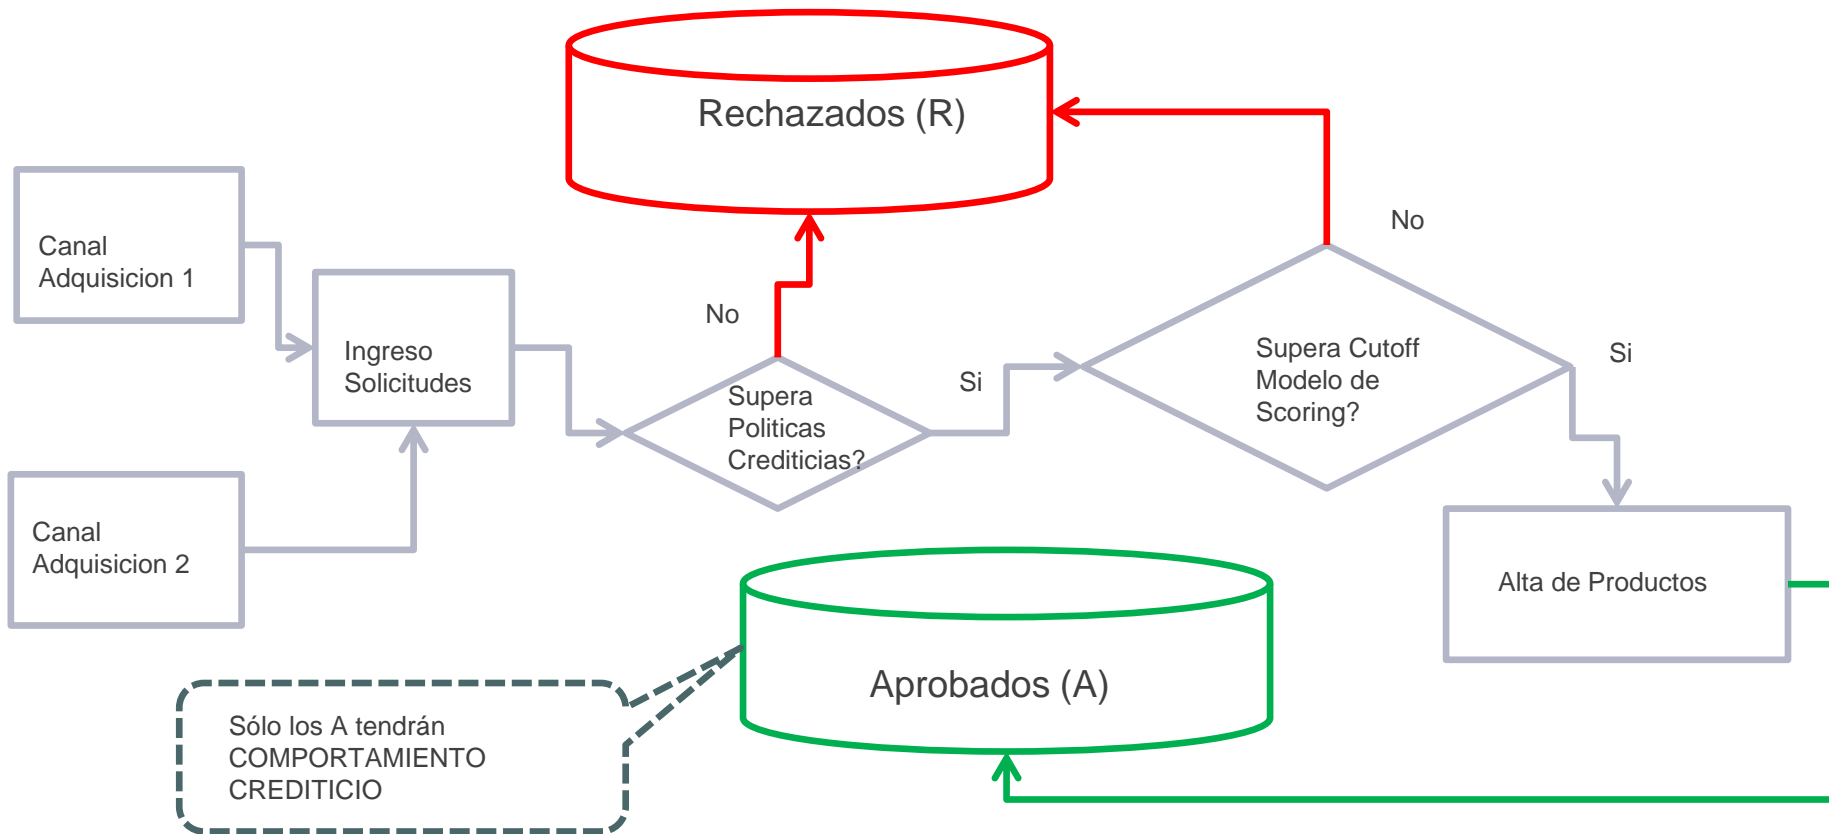 Rechazados (R)
No
Canal
Adquisicion 1
No
Ingreso
Solicitudes
Supera Cutoff
Modelo de
Scoring?
Si
Si
Supera
Politicas
Crediticias?
Canal
Adquisicion 2
Alta de Productos
Aprobados (A)
Sólo los A tendrán
COMPORTAMIENTO
CREDITICIO